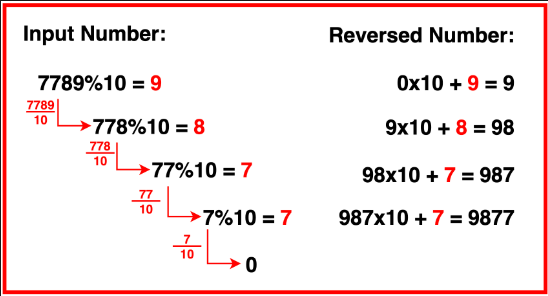 Input Number:
Reversed Number:
7789%10 = 9
0x10 + 9 = 9
7789
10
778%10 = 8
9x10 + 8 = 98
778
10
77%10 = 7
98x10 + 7 = 987
77
10
7%10 = 7
987x10 + 7 = 9877
7
10
0